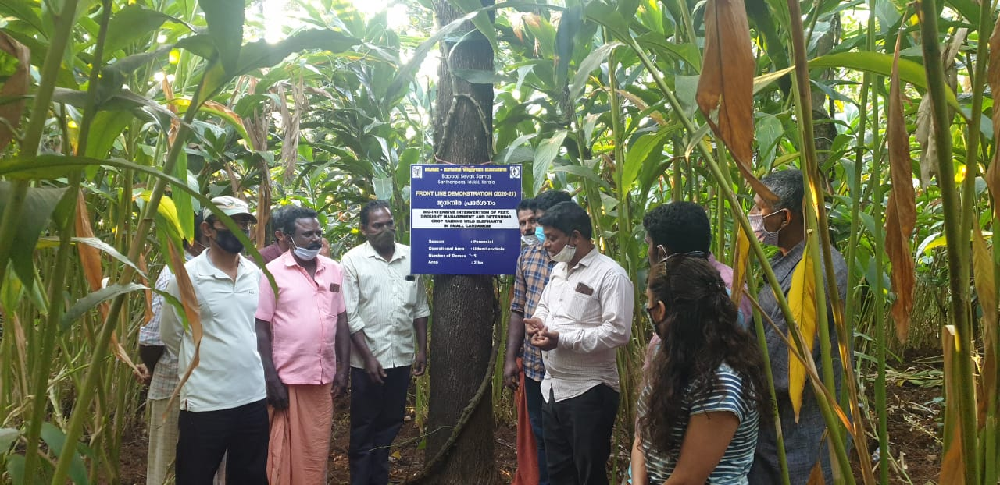 ICAR - Krishi Vigyan Kendra
Bapooji Sevak Samaj
Santhanpara, Idukki, Kerala
FRONT LINE DEMONSTRATION (2020-21)
മുൻനിര പ്രദർശനം
BIO-INTENSIVE INTERVENTION OF PEST,
DROUGHT MANAGEMENT AND DETERRING
CROP RAIDING WILD ELEPHANTS
IN SMALL CARDAMOM
Season : Perennial
Operational Area : Udumbanchola
Number of Demos : 5
Area : 2 ha